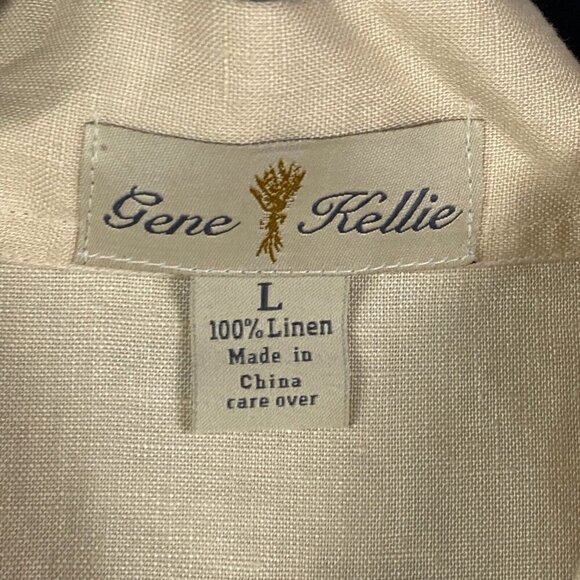 Gene Kellie
L
100% Linen
Made in
China
care over